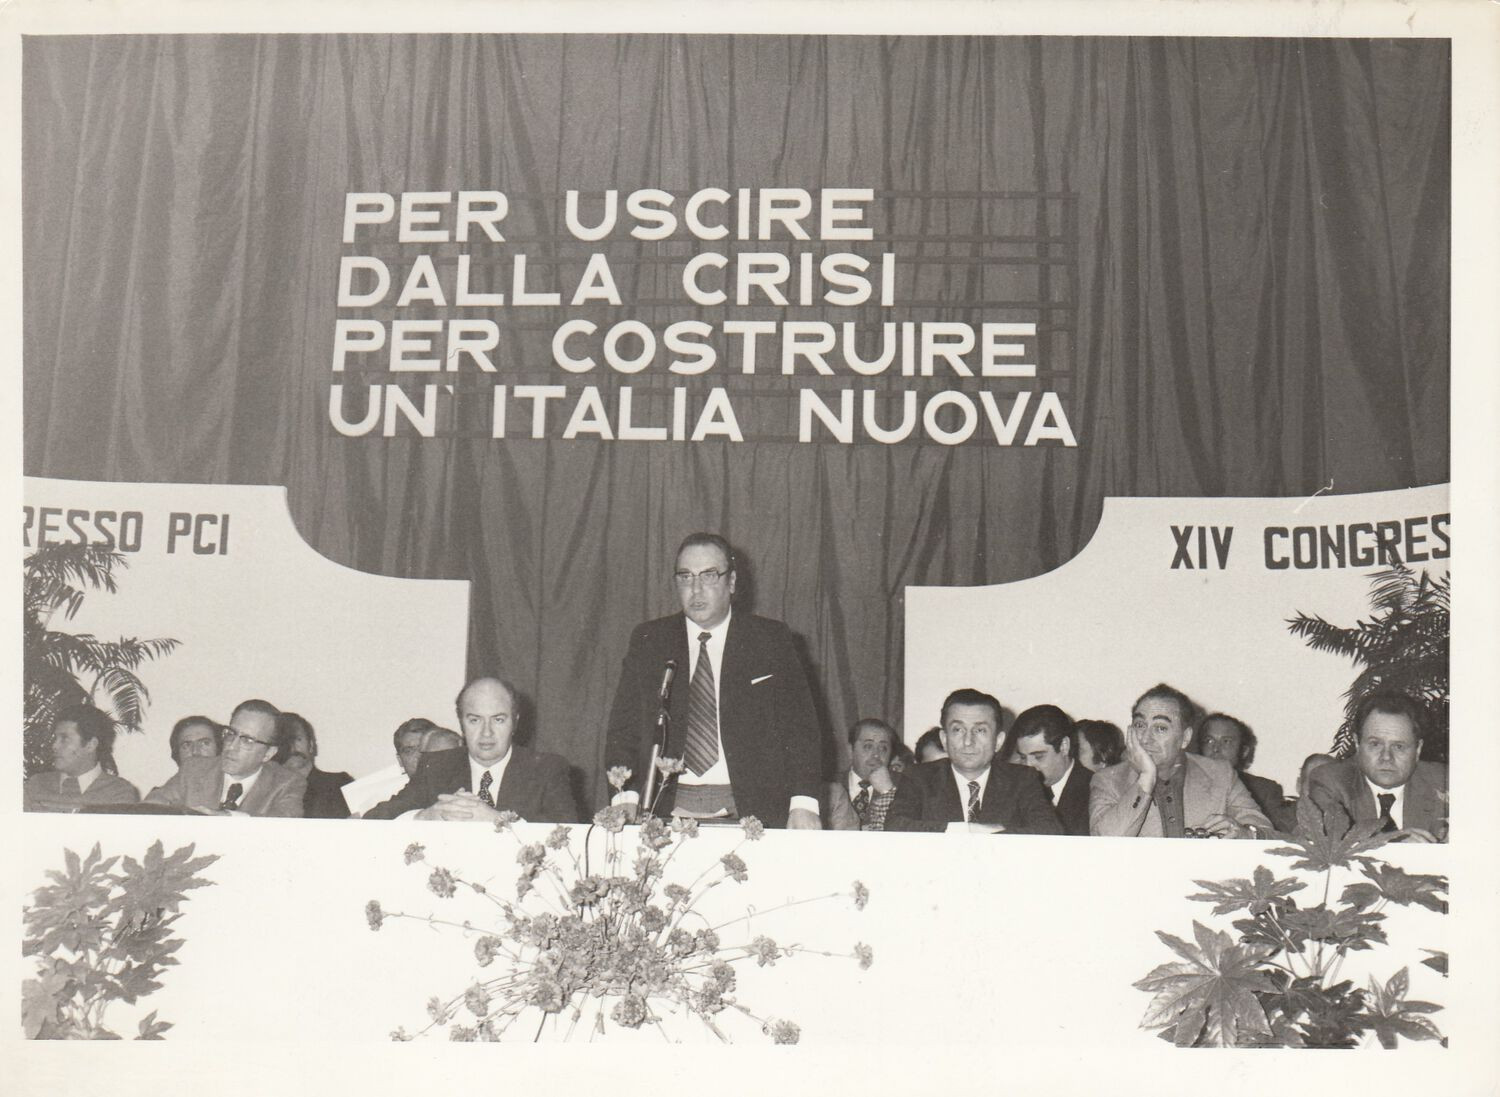 PER USCIRE
DALLA CRISI
PER COSTRUIRE
UN'ITALIA NUOVA
RESSO PCI
XIV CONGRES